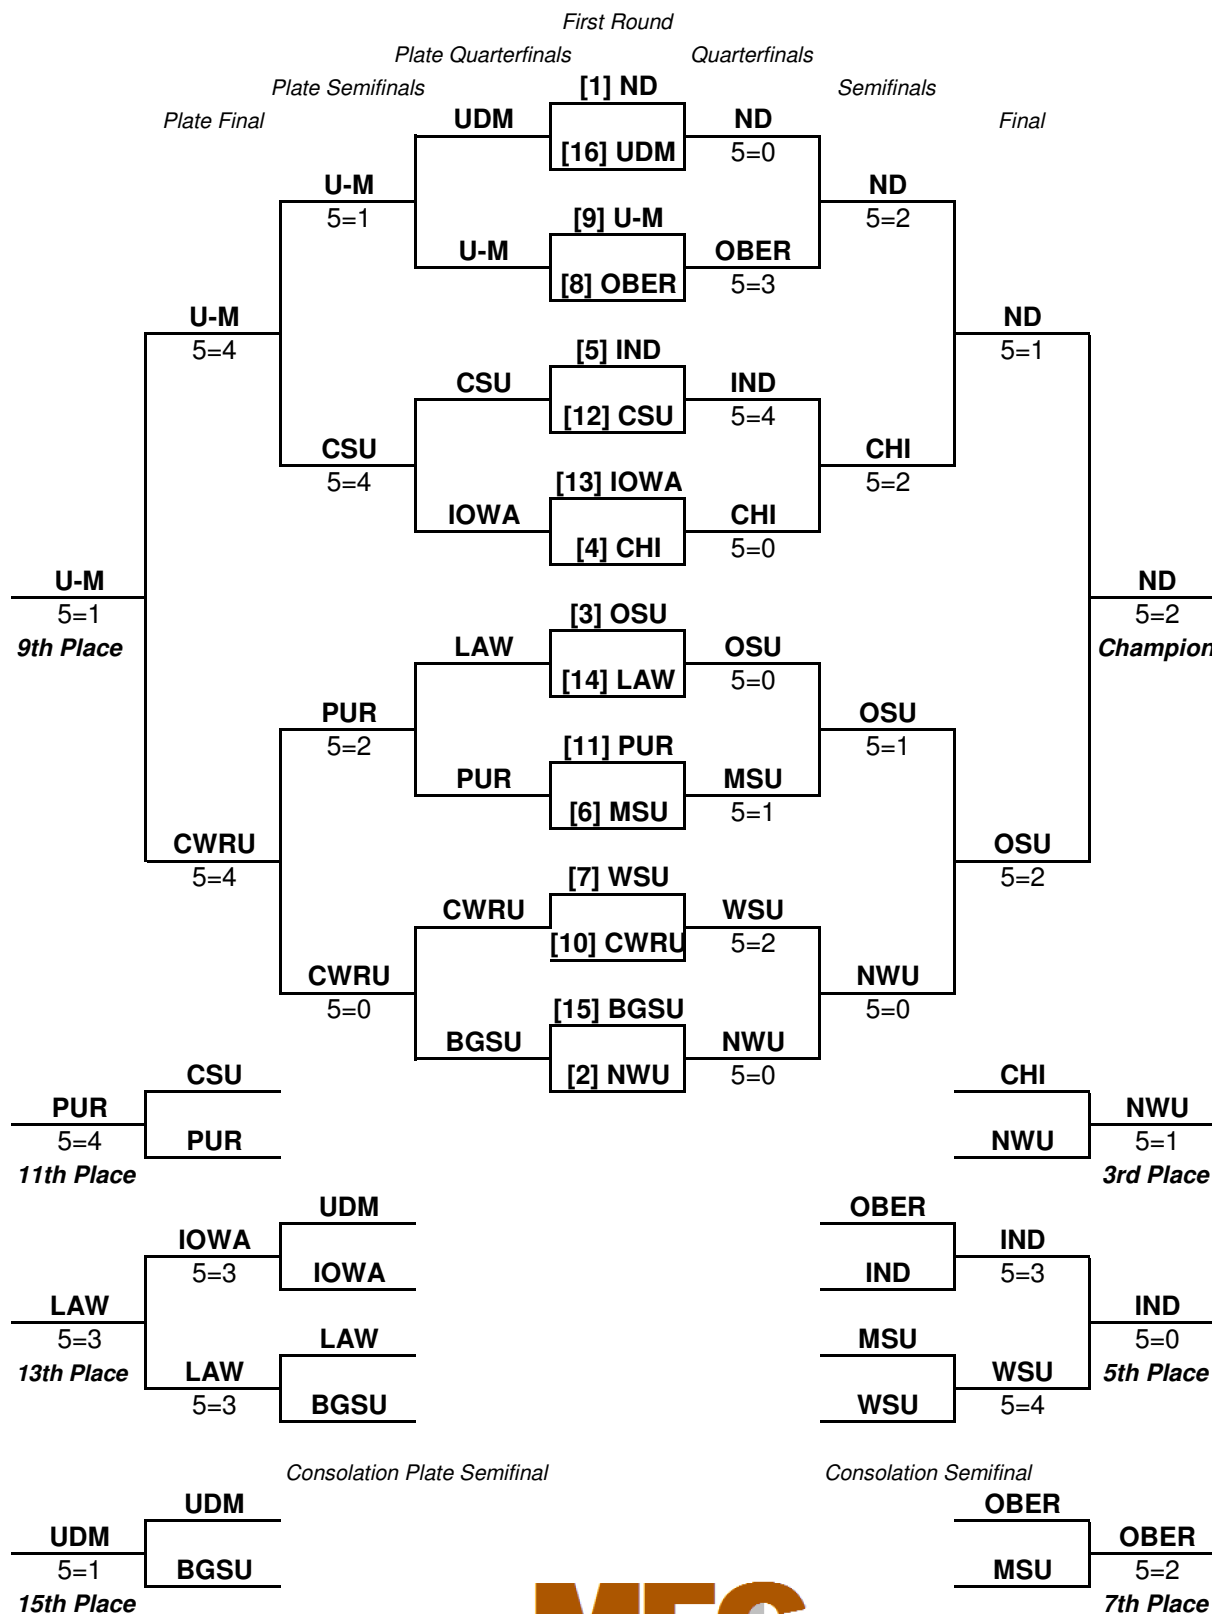 First Round
Plate Quarterfinals Quarterfinals
Plate Semifinals [1] ND Semifinals
Plate Final UDM ND Final
[16] UDM 5=0
U-M ND
5=1 [9] U-M 5=2
U-M OBER
[8] OBER 5=3
U-M ND
5=4 [5] IND 5=1
CSU IND
[12] CSU 5=4
CSU CHI
5=4 [13] IOWA 5=2
IOWA CHI
[4] CHI 5=0
U-M ND
5=1 [3] OSU 5=2
9th Place LAW OSU Champion
[14] LAW 5=0
PUR OSU
5=2 [11] PUR 5=1
PUR MSU
[6] MSU 5=1
CWRU OSU
5=4 [7] WSU 5=2
CWRU WSU
[10] CWRU 5=2
CWRU NWU
5=0 [15] BGSU 5=0
BGSU NWU
CSU [2] NWU 5=0 CHI
PUR NWU
5=4 PUR NWU 5=1
11th Place 3rd Place
UDM OBER
IOWA IND
5=3 IOWA IND 5=3
LAW IND
5=3 LAW MSU 5=0
13th Place LAW WSU 5th Place
5=3 BGSU WSU 5=4
Consolation Plate Semifinal Consolation Semifinal
UDM OBER
UDM OBER
5=1 BGSU MSU 5=2
15th Place 7th Place
MFC